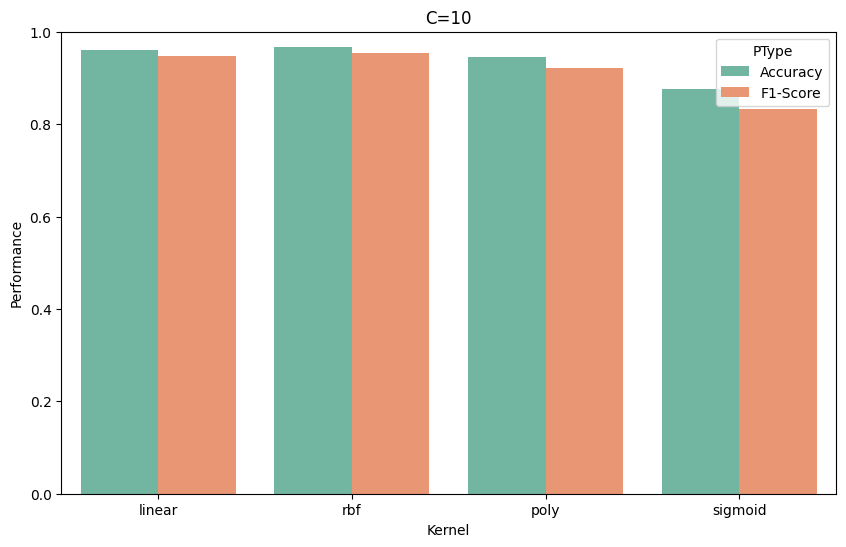 C=10
PType
Accuracy
F1-Score
Performance
1.0
0.8
0.6
0.4
0.2
0.0
linear rbf poly sigmoid
Kernel